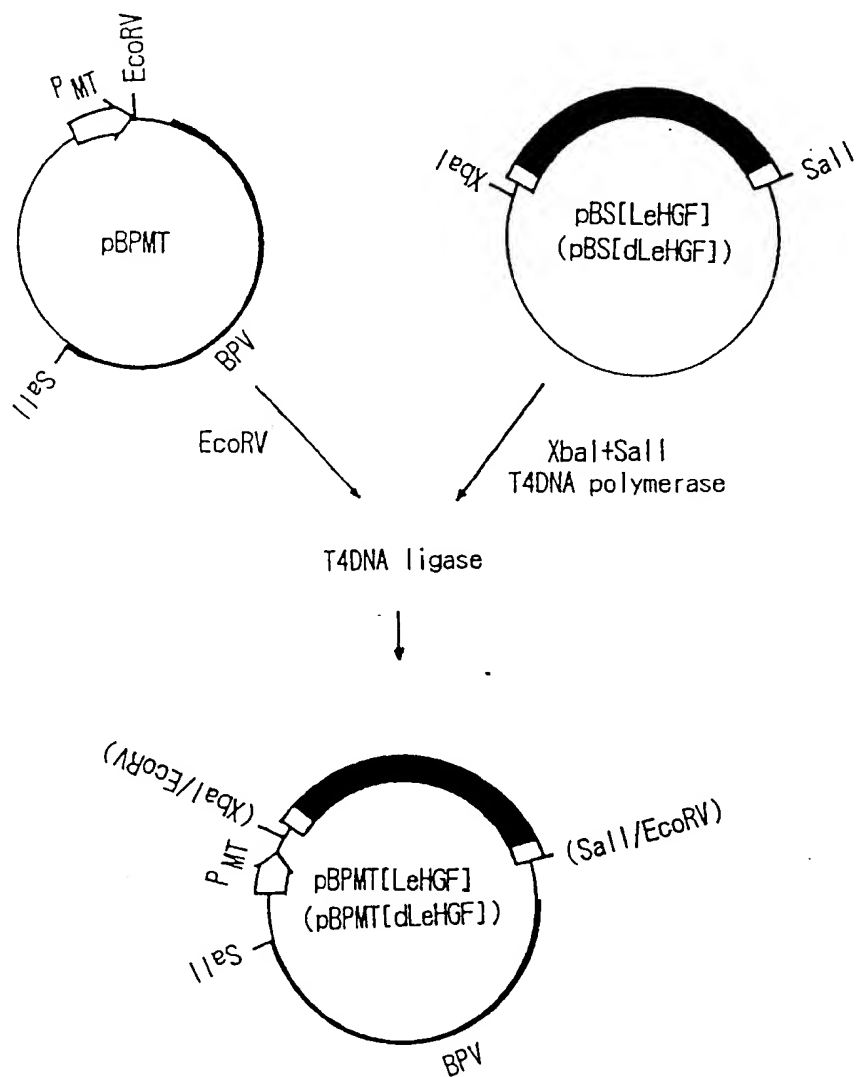 P MT
EcoRV
pBPMT
SalI
BPV
XbaI
SalI
pBS[LeHGF]
(pBS[dLeHGF])
EcoRV
XbaI+SalI
T4DNA polymerase
T4DNA ligase
(XbaI/EcoRV)
P MT
(SalI/EcoRV)
pBPMT[LeHGF]
(pBPMT[dLeHGF])
SalI
BPV